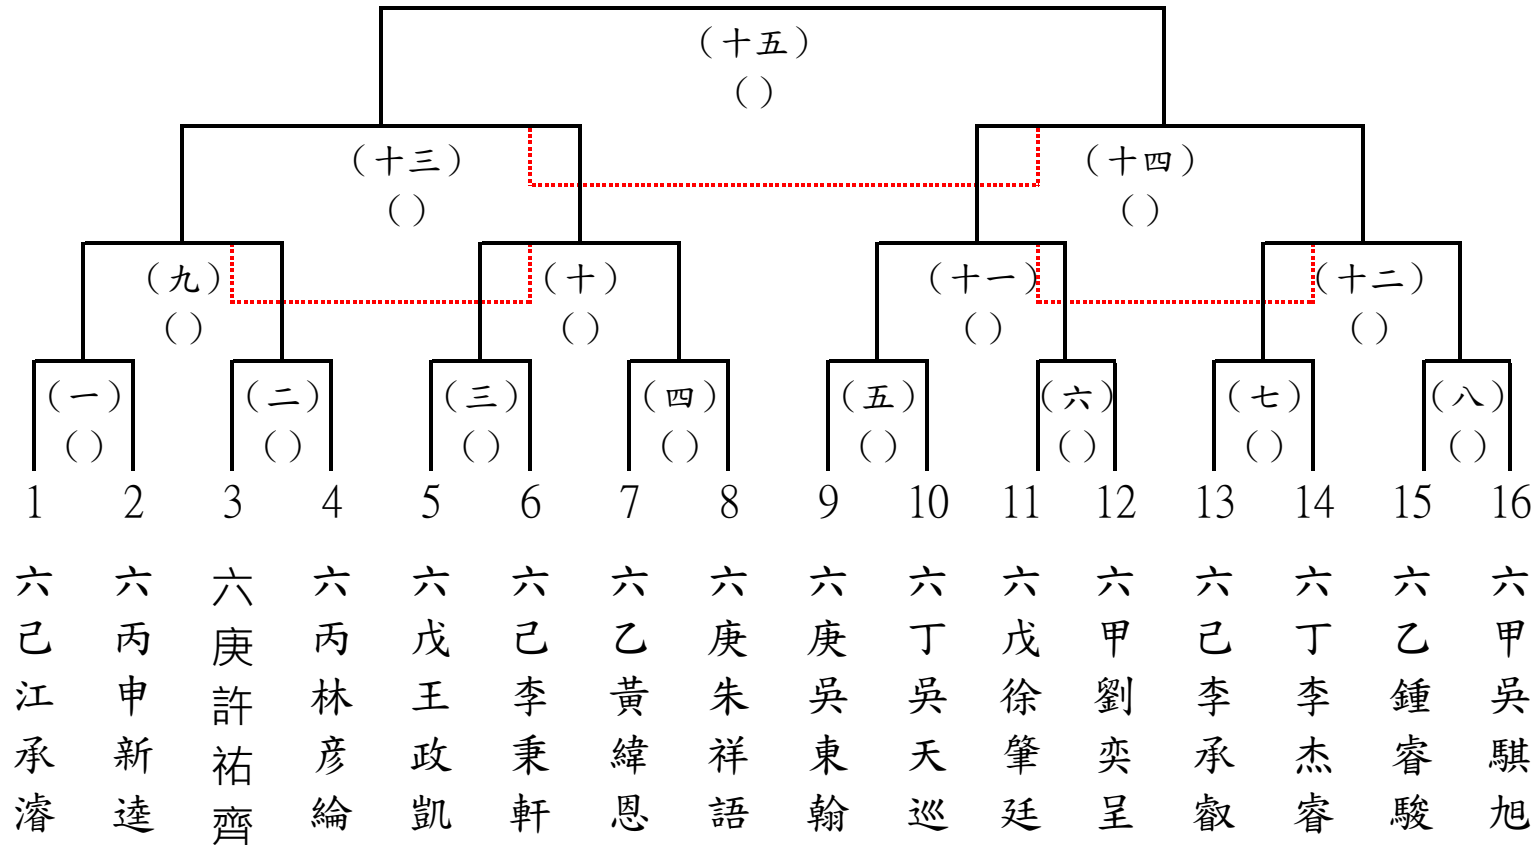 （十五）
（）
（十三）
（十四）
（）
（）
（九）
（十）
（十一）
（十二）
（）
（）
（）
（）
（一）
（二）
（三）
（四）
（五）
（六）
（七）
（八）
（）
（）
（）
（）
（）
（）
（）
（）
1 2 3 4 5 6 7 8 9 10 11 12 13 14 15 16
六己江承濬
六丙申新逵
六庚許祐齊
六丙林彥綸
六戊王政凱
六己李秉軒
六乙黃緯恩
六庚朱祥語
六庚吳東翰
六丁吳天巡
六戊徐肇廷
六甲劉奕呈
六己李承叡
六丁李杰睿
六乙鍾睿駿
六甲吳騏旭